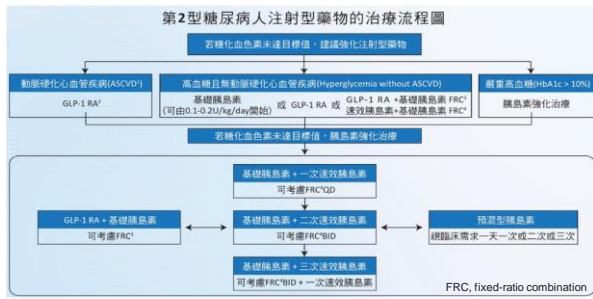 第2型糖尿病人注射型藥物的治療流程圖
若糖化血色素未達目標值,建議強化注射型藥物
動脈硬化心血管疾病(ASCVD¹)
GLP-1 RA²
高血糖且無動脈硬化心血管疾病(Hyperglycemia without ASCVD)
基礎胰島素
(可由0.1-0.2U/kg/day開始)
或 GLP-1 RA 或
GLP-1 RA +基礎胰島素 FRC³
速效胰島素+基礎胰島素 FRC⁴
嚴重高血糖(HbA1c > 10%)
胰島素強化治療
若糖化血色素未達目標值,胰島素強化治療
基礎胰島素 + 一次速效胰島素
可考慮FRC⁴QD
GLP-1 RA + 基礎胰島素
可考慮FRC³
基礎胰島素 + 二次速效胰島素
可考慮FRC⁴BID
預混型胰島素
視臨床需求一天一次或二次或三次
基礎胰島素 + 三次速效胰島素
可考慮FRC⁴BID + 一次速效胰島素
FRC, fixed-ratio combination